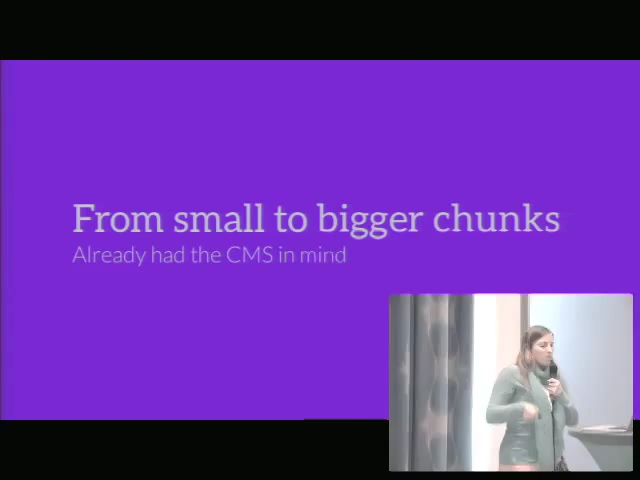 From small to bigger chunks
Already had the CMS in mind